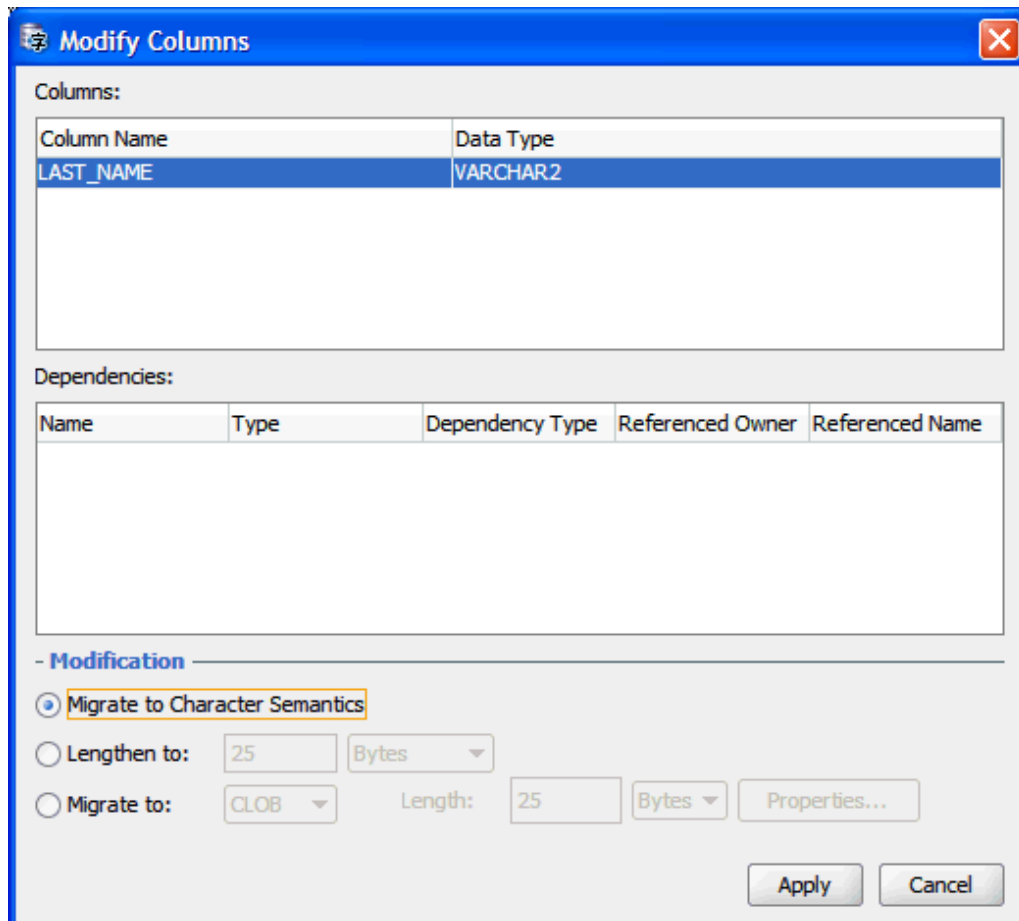 Modify Columns
Columns:
Column Name Data Type
LAST_NAME VARCHAR2
Dependencies:
Name Type Dependency Type Referenced Owner Referenced Name
- Modification
Migrate to Character Semantics
Lengthen to: 25 Bytes
Migrate to: CLOB Length: 25 Bytes Properties...
Apply Cancel